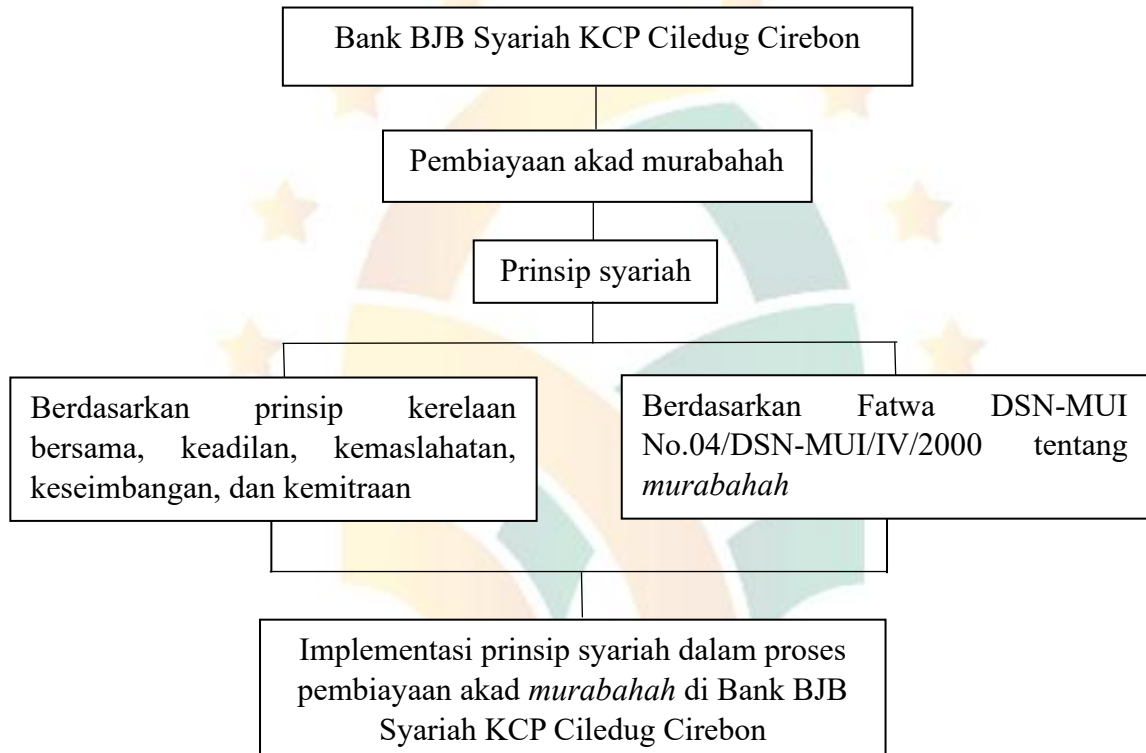 Bank BJB Syariah KCP Ciledug Cirebon
Pembiayaan akad murabahah
Prinsip syariah
Berdasarkan prinsip kerelaan
bersama, keadilan, kemaslahatan,
keseimbangan, dan kemitraan
Berdasarkan Fatwa DSN-MUI
No.04/DSN-MUI/IV/2000 tentang
murabahah
Implementasi prinsip syariah dalam proses
pembiayaan akad murabahah di Bank BJB
Syariah KCP Ciledug Cirebon